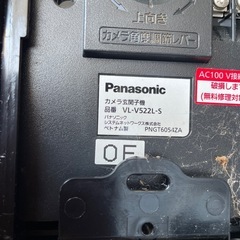 上向き
カメラ角度調節レバー
Panasonic
カメラ玄関子機
品番 VL-V522L-S
パナソニック
システムネットワークス株式会社
ベトナム製 PNGT6054ZA
AC100 V接続
破損しま
(無料修理対
OF